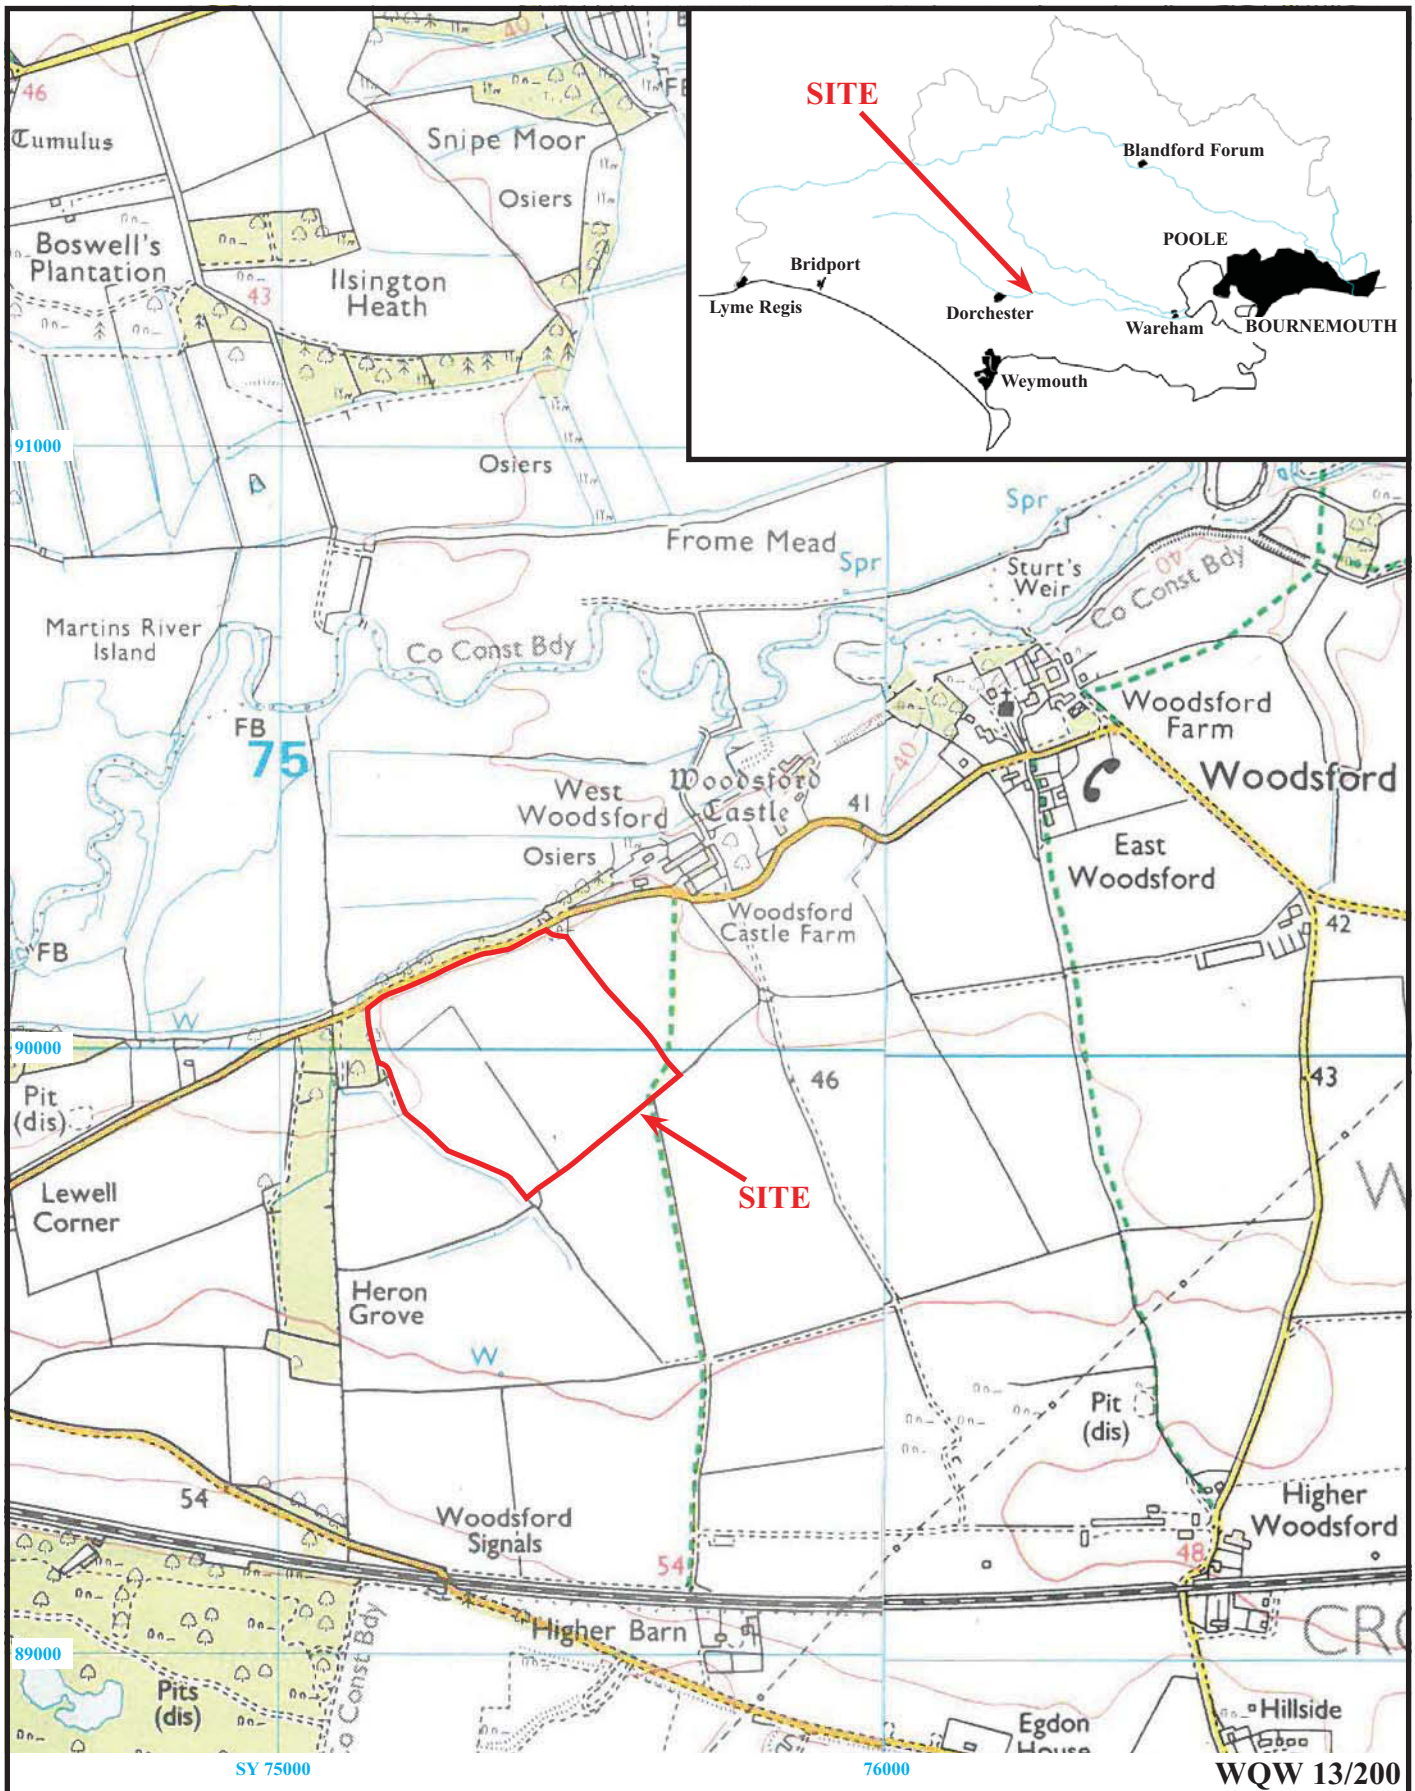 SITE
Blandford Forum
POOLE
Bridport
Lyme Regis
Dorchester
Wareham
BOURNEMOUTH
Weymouth
40
46
Tumulus
Snipe Moor
Osiers
Boswell's
Plantation
43
Ilsington
Heath
91000
Osiers
Spr
Frome Mead
Spr
Sturt's
Weir
40
Co Const Bdy
Martins River
Island
Co Const Bdy
FB
75
Woodsford
Farm
40
Woodsford
West
Woodsford
Woodsford
Castle
41
Osiers
East
Woodsford
Woodsford
Castle Farm
42
FB
W
90000
Pit
(dis)
46
43
SITE
Lewell
Corner
W
Heron
Grove
W
Pit
(dis)
54
Woodsford
Signals
54
Higher
Woodsford
48
Higher Barn
CRO
89000
Pits
(dis)
o Const Bdy
Hillside
Egdon
House
SY 75000
76000
WQW 13/200